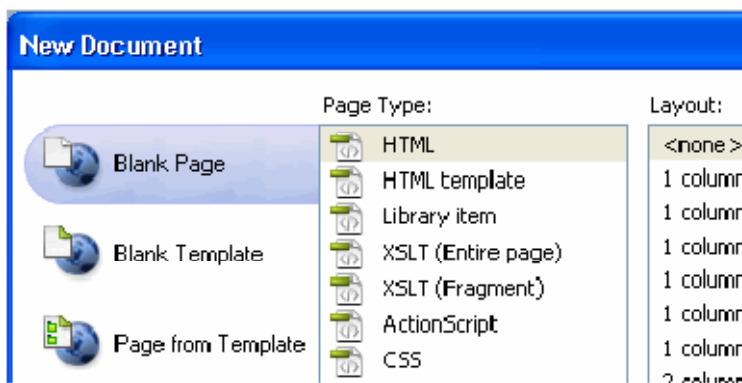 New Document
Page Type:
Layout:
Blank Page
Blank Template
Page from Template
HTML
HTML template
Library item
XSLT (Entire page)
XSLT (Fragment)
ActionScript
CSS
<none>
1 column
1 column
1 column
1 column
1 column
1 column